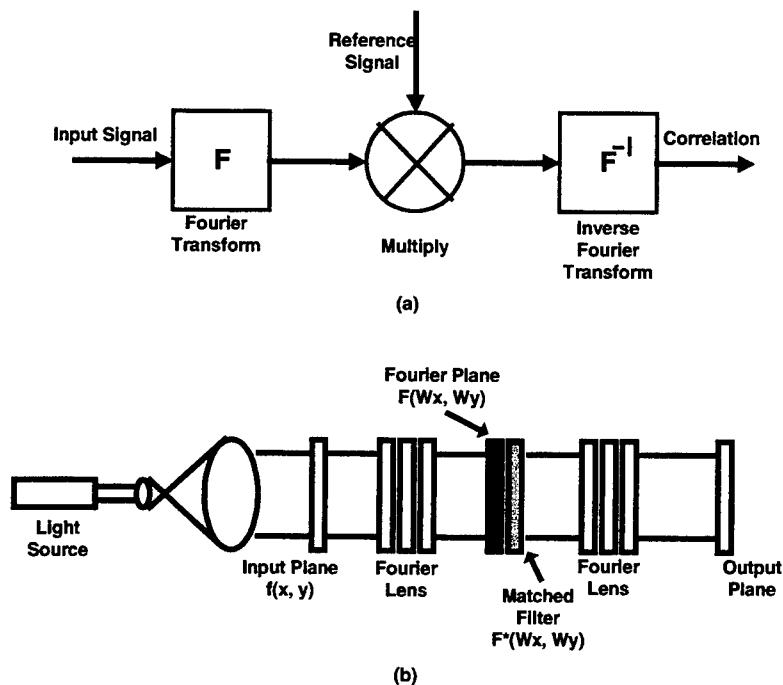 Reference
Signal
Input Signal
F
F⁻¹
Correlation
Fourier
Transform
Multiply
Inverse
Fourier
Transform
(a)
Fourier Plane
F(Wx, Wy)
Light
Source
Input Plane
f(x, y)
Fourier
Lens
Matched
Filter
F*(Wx, Wy)
Fourier
Lens
Output
Plane
(b)